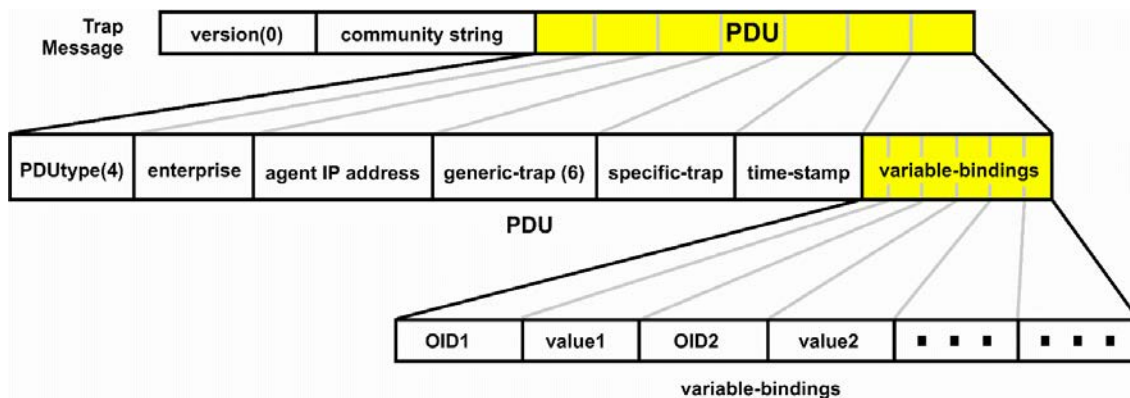 Trap
Message
version(0)
community string
PDU
PDUtype(4)
enterprise
agent IP address
generic-trap (6)
specific-trap
time-stamp
variable-bindings
PDU
OID1
value1
OID2
value2
▪ ▪ ▪
▪ ▪ ▪
variable-bindings